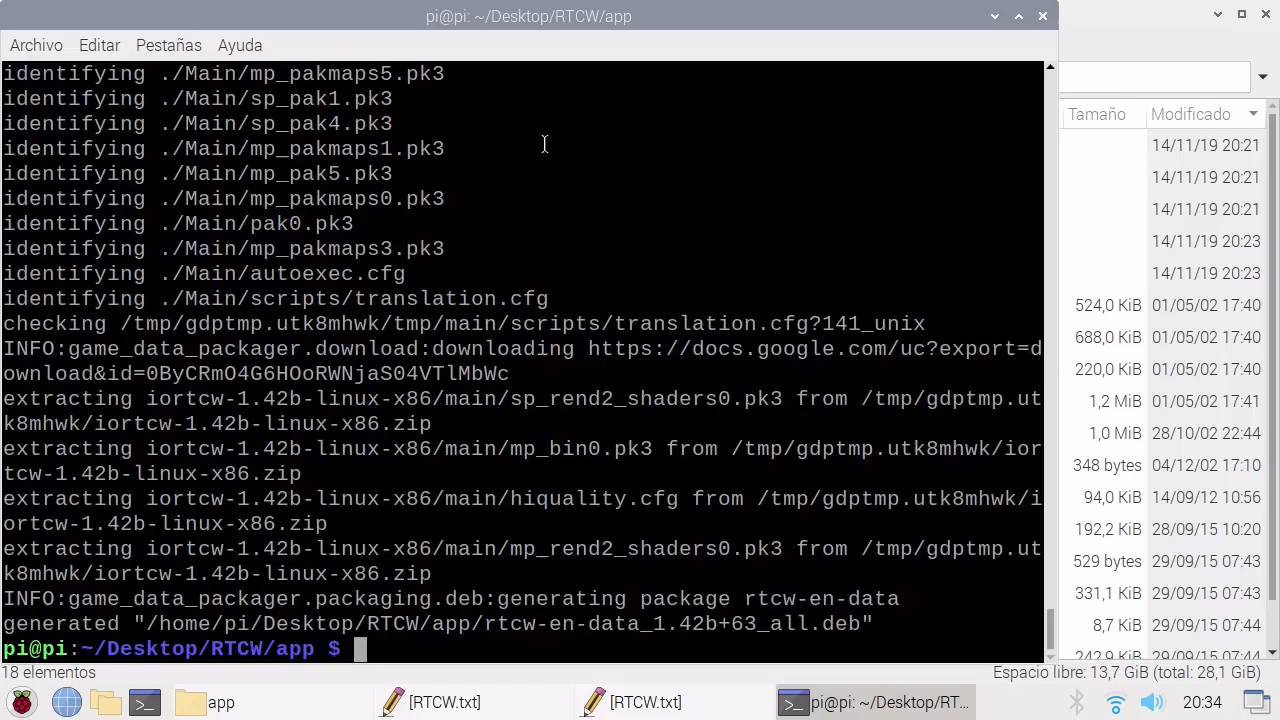 pi@pi: ~/Desktop/RTCW/app
Archivo Editar Pestañas Ayuda
identifying ./Main/mp_pakmaps5.pk3
identifying ./Main/sp_pak1.pk3
identifying ./Main/sp_pak4.pk3
identifying ./Main/mp_pakmaps1.pk3
identifying ./Main/mp_pak5.pk3
identifying ./Main/mp_pakmaps0.pk3
identifying ./Main/pak0.pk3
identifying ./Main/mp_pakmaps3.pk3
identifying ./Main/autoexec.cfg
identifying ./Main/scripts/translation.cfg
checking /tmp/gdptmp.utk8mhwk/tmp/main/scripts/translation.cfg?141_unix
INFO:game_data_packager.download:downloading https://docs.google.com/uc?export=d
ownload&id=0ByCRmO4G6HOoRWNjaS04VTlMbWc
extracting iortcw-1.42b-linux-x86/main/sp_rend2_shaders0.pk3 from /tmp/gdptmp.ut
k8mhwk/iortcw-1.42b-linux-x86.zip
extracting iortcw-1.42b-linux-x86/main/mp_bin0.pk3 from /tmp/gdptmp.utk8mhwk/ior
tcw-1.42b-linux-x86.zip
extracting iortcw-1.42b-linux-x86/main/hiquality.cfg from /tmp/gdptmp.utk8mhwk/i
ortcw-1.42b-linux-x86.zip
extracting iortcw-1.42b-linux-x86/main/mp_rend2_shaders0.pk3 from /tmp/gdptmp.ut
k8mhwk/iortcw-1.42b-linux-x86.zip
INFO:game_data_packager.packaging.deb:generating package rtcw-en-data
generated "/home/pi/Desktop/RTCW/app/rtcw-en-data_1.42b+63_all.deb"
pi@pi:~/Desktop/RTCW/app $
Tamaño Modificado
14/11/19 20:21
14/11/19 20:21
14/11/19 20:21
14/11/19 20:23
14/11/19 20:23
524,0 KiB 01/05/02 17:40
688,0 KiB 01/05/02 17:40
220,0 KiB 01/05/02 17:40
1,2 MiB 01/05/02 17:41
1,0 MiB 28/10/02 22:44
348 bytes 04/12/02 17:10
94,0 KiB 14/09/12 10:56
192,2 KiB 28/09/15 10:20
529 bytes 29/09/15 07:43
331,1 KiB 29/09/15 07:43
8,7 KiB 29/09/15 07:44
242,9 KiB 29/09/15 07:44
18 elementos Espacio libre: 13,7 GiB (total: 28,1 GiB)
app [RTCW.txt] [RTCW.txt] pi@pi: ~/Desktop/RT... 20:34